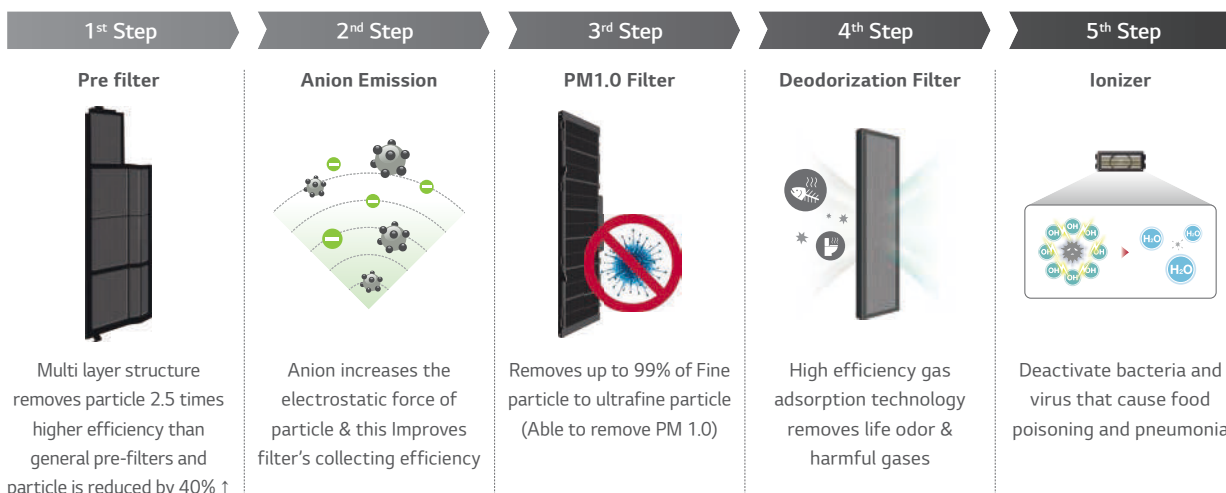 1st Step
2nd Step
3rd Step
4th Step
5th Step
Pre filter
Anion Emission
PM1.0 Filter
Deodorization Filter
Ionizer
OH
OH
OH
OH
OH
OH
OH
OH
H₂O
H₂O
H₂O
Multi layer structure
removes particle 2.5 times
higher efficiency than
general pre-filters and
particle is reduced by 40% ↑
Anion increases the
electrostatic force of
particle & this Improves
filter's collecting efficiency
Removes up to 99% of Fine
particle to ultrafine particle
(Able to remove PM 1.0)
High efficiency gas
adsorption technology
removes life odor &
harmful gases
Deactivate bacteria and
virus that cause food
poisoning and pneumonia